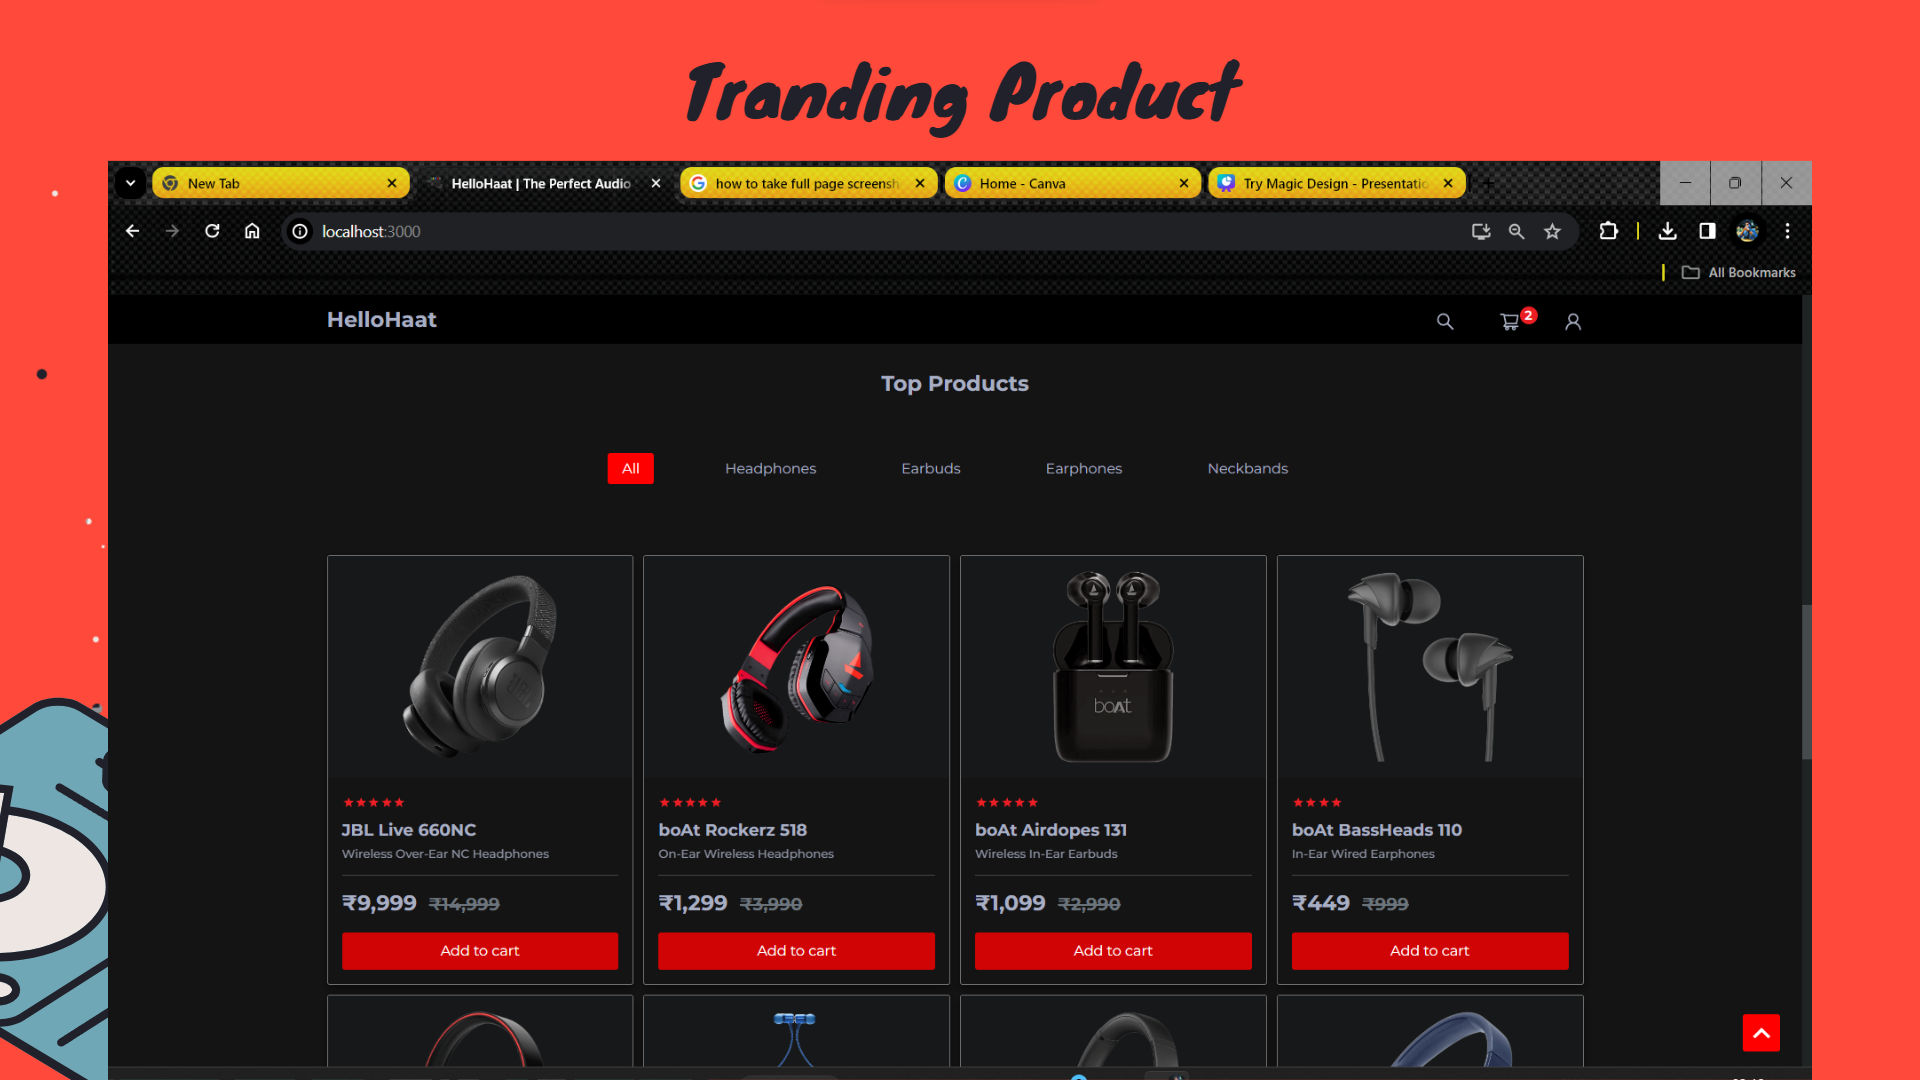 Tranding Product
New Tab
HelloHaat | The Perfect Audio
how to take full page screensh
Home - Canva
Try Magic Design - Presentatic
localhost:3000
All Bookmarks
HelloHaat
2
Top Products
All
Headphones
Earbuds
Earphones
Neckbands
JBL
boAt
JBL Live 660NC
Wireless Over-Ear NC Headphones
₹9,999 ₹14,999
Add to cart
boAt Rockerz 518
On-Ear Wireless Headphones
₹1,299 ₹3,990
Add to cart
boAt Airdopes 131
Wireless In-Ear Earbuds
₹1,099 ₹2,990
Add to cart
boAt BassHeads 110
In-Ear Wired Earphones
₹449 ₹999
Add to cart